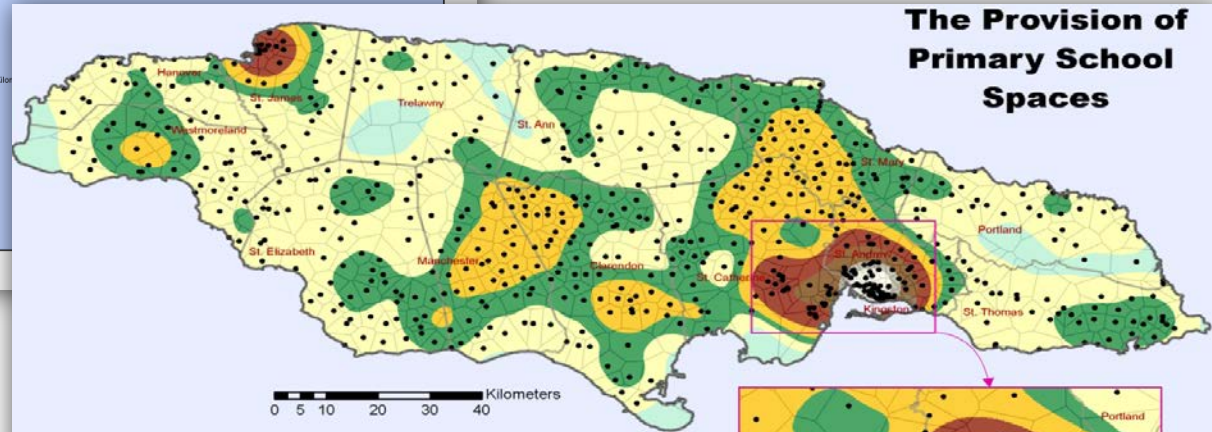 The Provision of
Primary School
Spaces
Hanover
St. James
Trelawny
Westmoreland
St. Ann
St. Mary
Portland
St. Elizabeth
Manchester
Clarendon
St. Catherine
St. Andrew
Kingston
St. Thomas
Kilometers
0 5 10 20 30 40
Portland